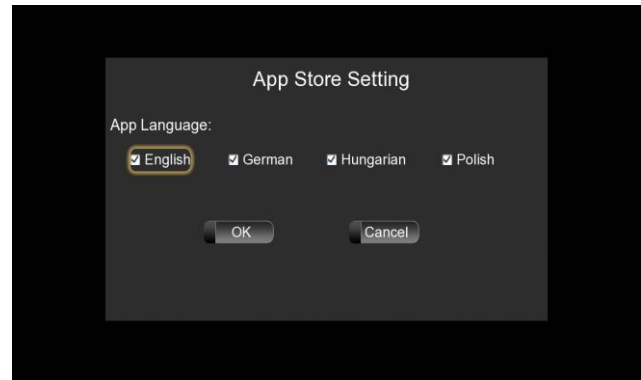 App Store Setting
App Language:
English German Hungarian Polish
OK Cancel